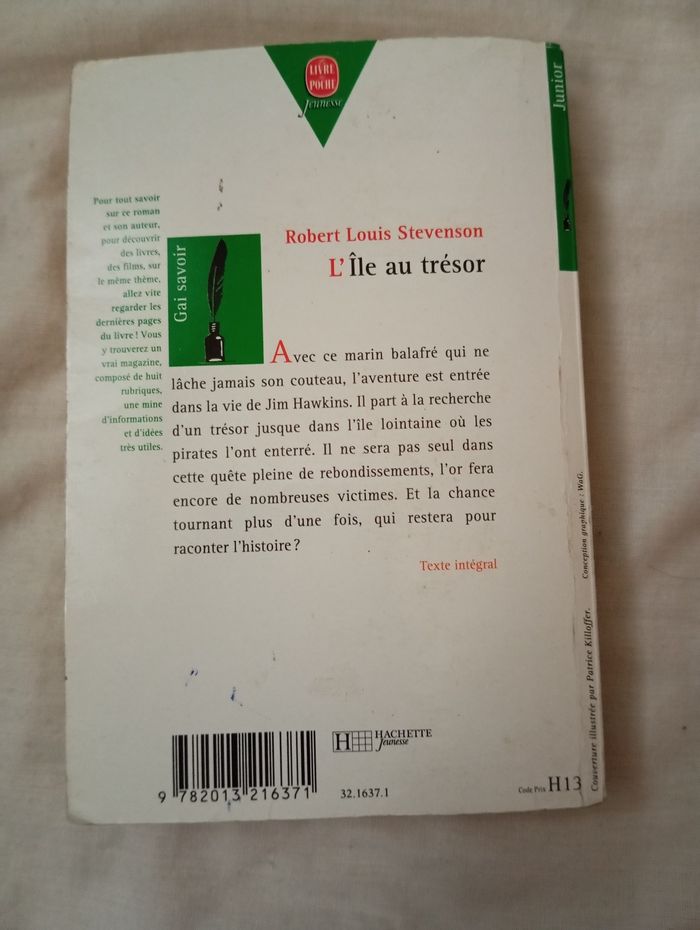 LE
LIVRE
DE
POCHE
Jeunesse
Junior
Pour tout savoir
sur ce roman
et son auteur,
pour découvrir
des livres,
des films, sur
le même thème,
allez vite
regarder les
dernières pages
du livre ! Vous
y trouverez un
vrai magazine,
composé de huit
rubriques,
une mine
d'informations
et d'idées
très utiles.
Gai savoir
Robert Louis Stevenson
L'Île au trésor
Avec ce marin balafré qui ne
lâche jamais son couteau, l'aventure est entrée
dans la vie de Jim Hawkins. Il part à la recherche
d'un trésor jusque dans l'île lointaine où les
pirates l'ont enterré. Il ne sera pas seul dans
cette quête pleine de rebondissements, l'or fera
encore de nombreuses victimes. Et la chance
tournant plus d'une fois, qui restera pour
raconter l'histoire ?
Texte intégral
Conception graphique : WaG.
Couverture illustrée par Patrice Killoffer.
H HACHETTE
Jeunesse
9 782013 216371
32.1637.1
Code Prix H13